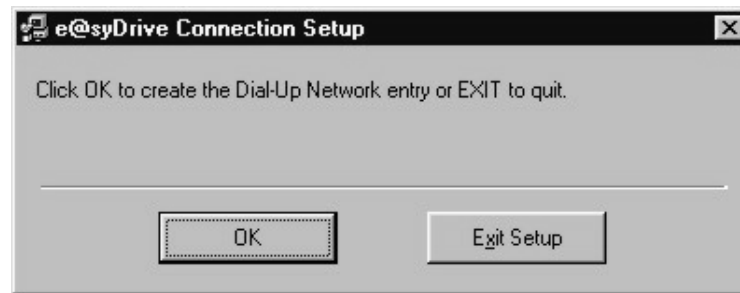 e@syDrive Connection Setup
Click OK to create the Dial-Up Network entry or EXIT to quit.
OK
Exit Setup